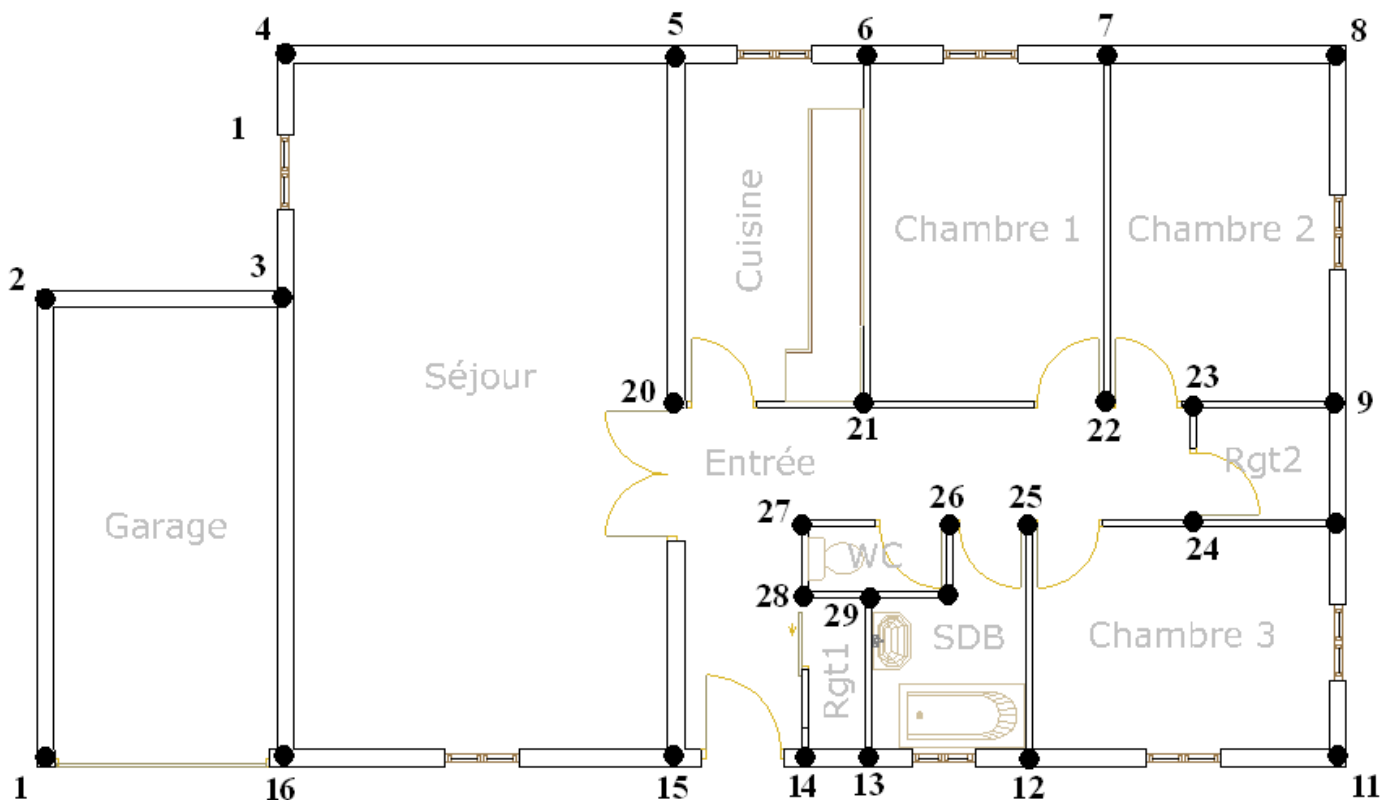 4 5 6 7 8
1
Cuisine
Chambre 1 Chambre 2
2 3
Séjour
20 21 22 23 9
Entrée Rgt2
Garage
27 26 25 24
WC
28 29
SDB Chambre 3
Rgt1
1 16 15 14 13 12 11